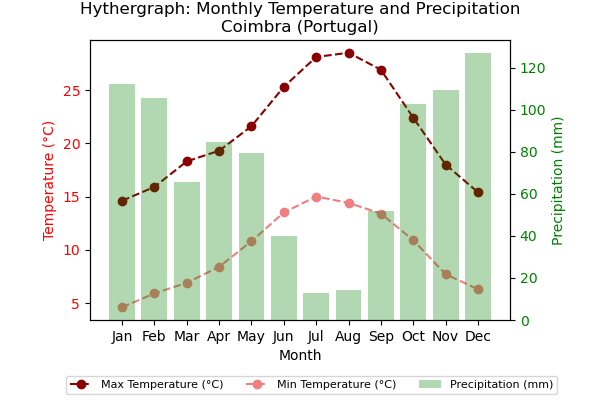 Hythergraph: Monthly Temperature and Precipitation
Coimbra (Portugal)
Temperature (°C)
25
20
15
10
5
120
100
80
60
40
20
0
Precipitation (mm)
Jan Feb Mar Apr May Jun Jul Aug Sep Oct Nov Dec
Month
Max Temperature (°C) Min Temperature (°C) Precipitation (mm)